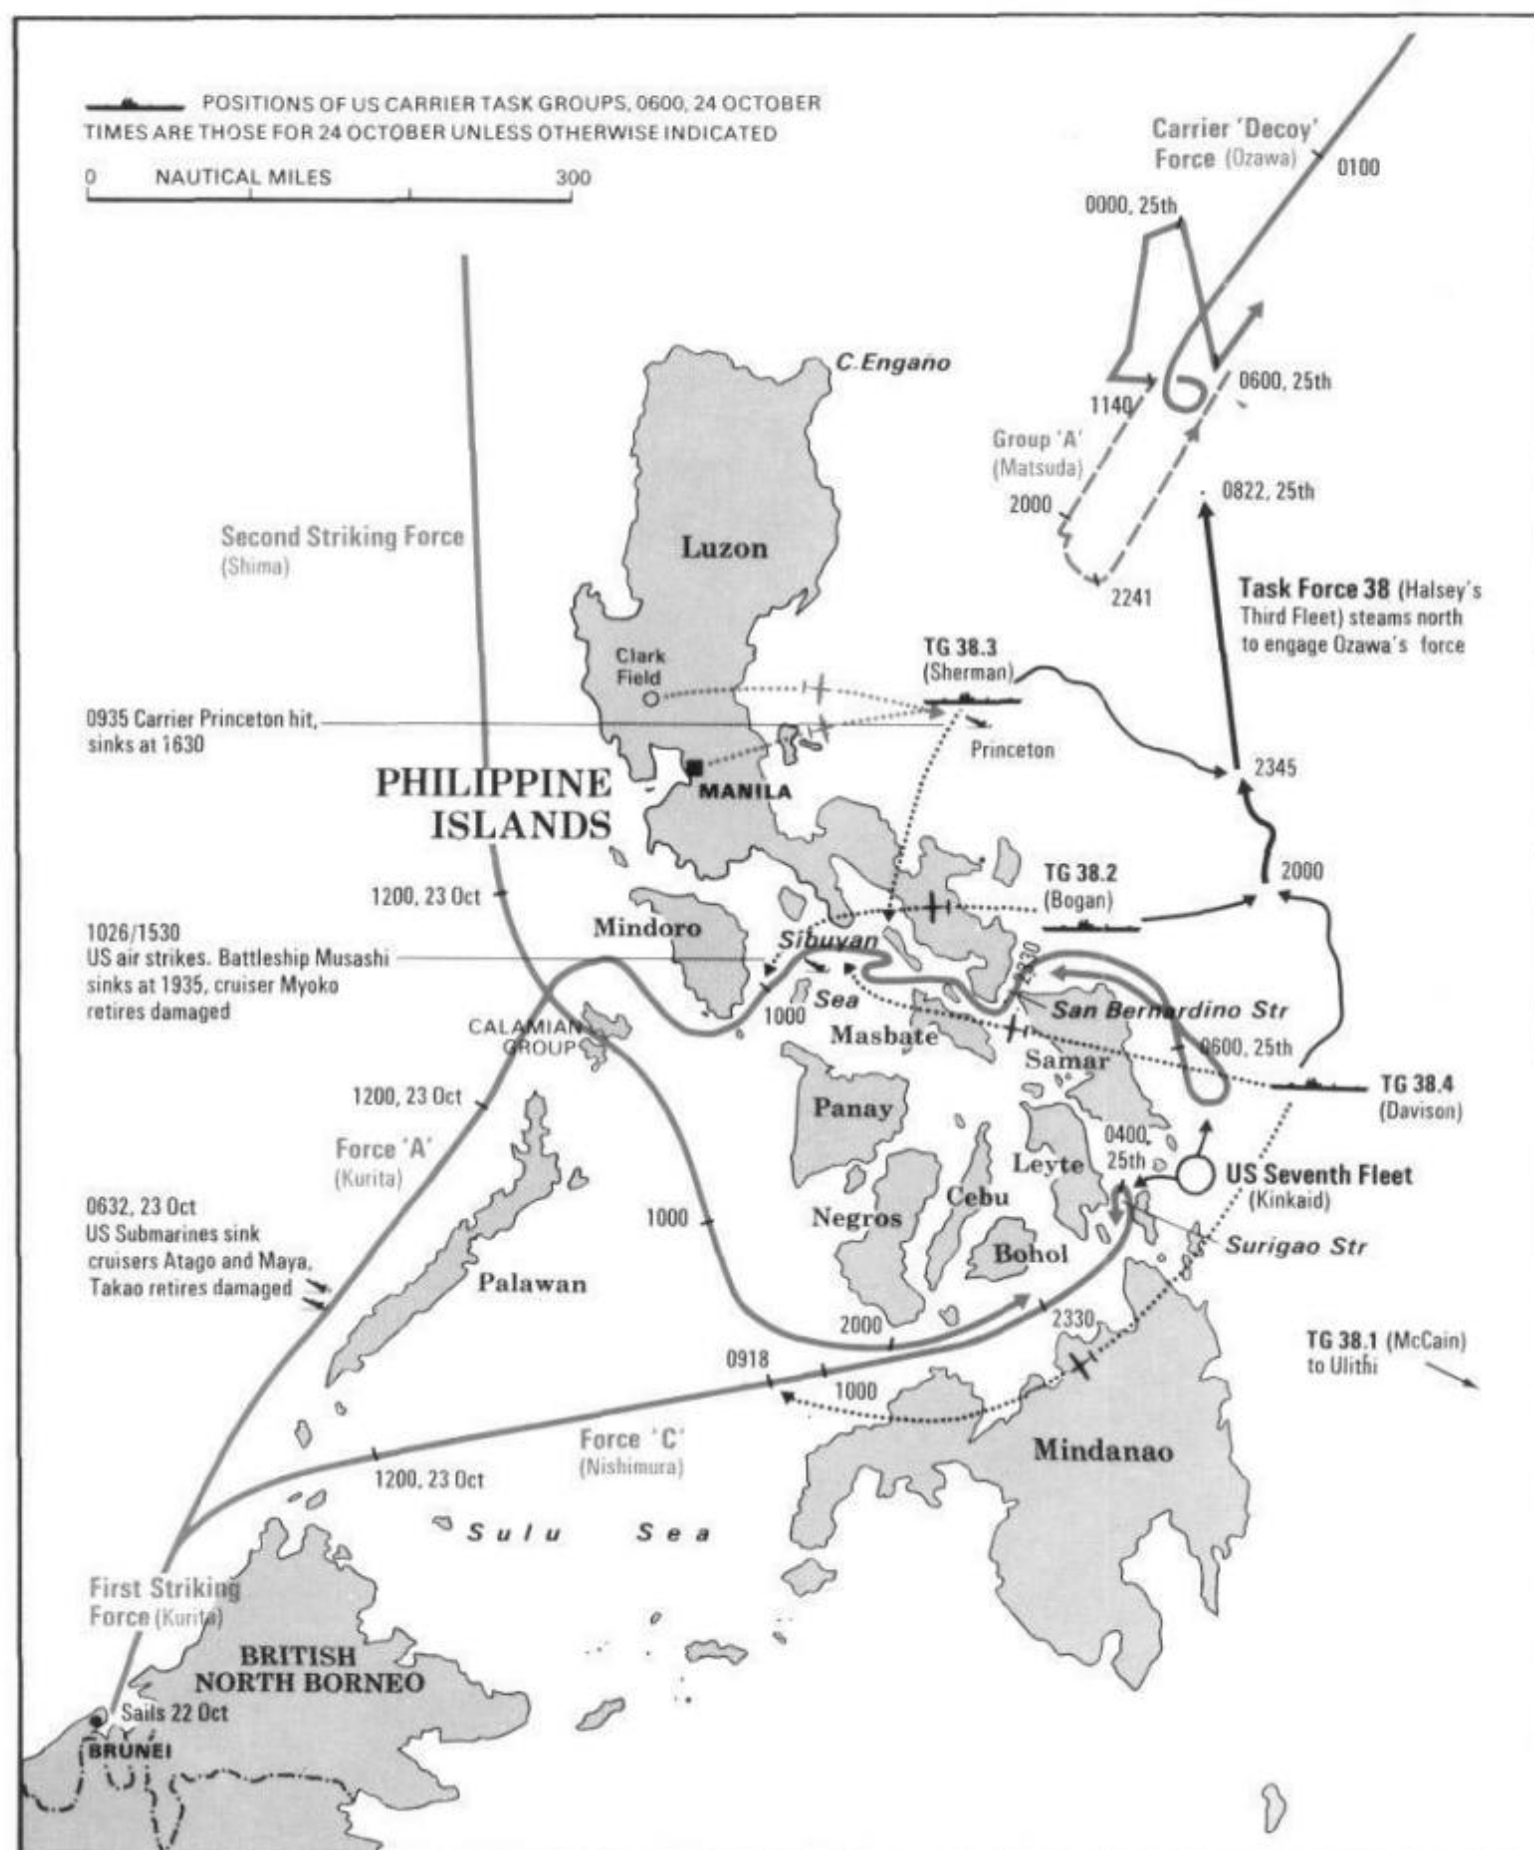 POSITIONS OF US CARRIER TASK GROUPS, 0600, 24 OCTOBER
TIMES ARE THOSE FOR 24 OCTOBER UNLESS OTHERWISE INDICATED
0 NAUTICAL MILES 300
Carrier 'Decoy'
Force (Ozawa)
0100
0000, 25th
C.Engaño
0600, 25th
1140
Group 'A'
(Matsuda)
2000
0822, 25th
2241
Second Striking Force
(Shima)
Luzon
Task Force 38 (Halsey's
Third Fleet) steams north
to engage Ozawa's force
TG 38.3
(Sherman)
Clark
Field
0935 Carrier Princeton hit,
sinks at 1630
Princeton
2345
PHILIPPINE
ISLANDS
MANILA
1200, 23 Oct
TG 38.2
(Bogan)
2000
Mindoro
1026/1530
US air strikes. Battleship Musashi
sinks at 1935, cruiser Myoko
retires damaged
Sibuyan
Sea
2330
1000
San Bernardino Str
CALAMIAN
GROUP
Masbate
Samar
0600, 25th
1200, 23 Oct
TG 38.4
(Davison)
Panay
Force 'A'
(Kurita)
0400,
25th
Leyte
US Seventh Fleet
(Kinkaid)
Cebu
Negros
0632, 23 Oct
US Submarines sink
cruisers Atago and Maya,
Takao retires damaged
1000
Surigao Str
Bohol
Palawan
2000
2330
TG 38.1 (McCain)
to Ulithi
0918
1000
Force 'C'
(Nishimura)
Mindanao
1200, 23 Oct
Sulu Sea
First Striking
Force (Kurita)
BRITISH
NORTH BORNEO
Sails 22 Oct
BRUNEI